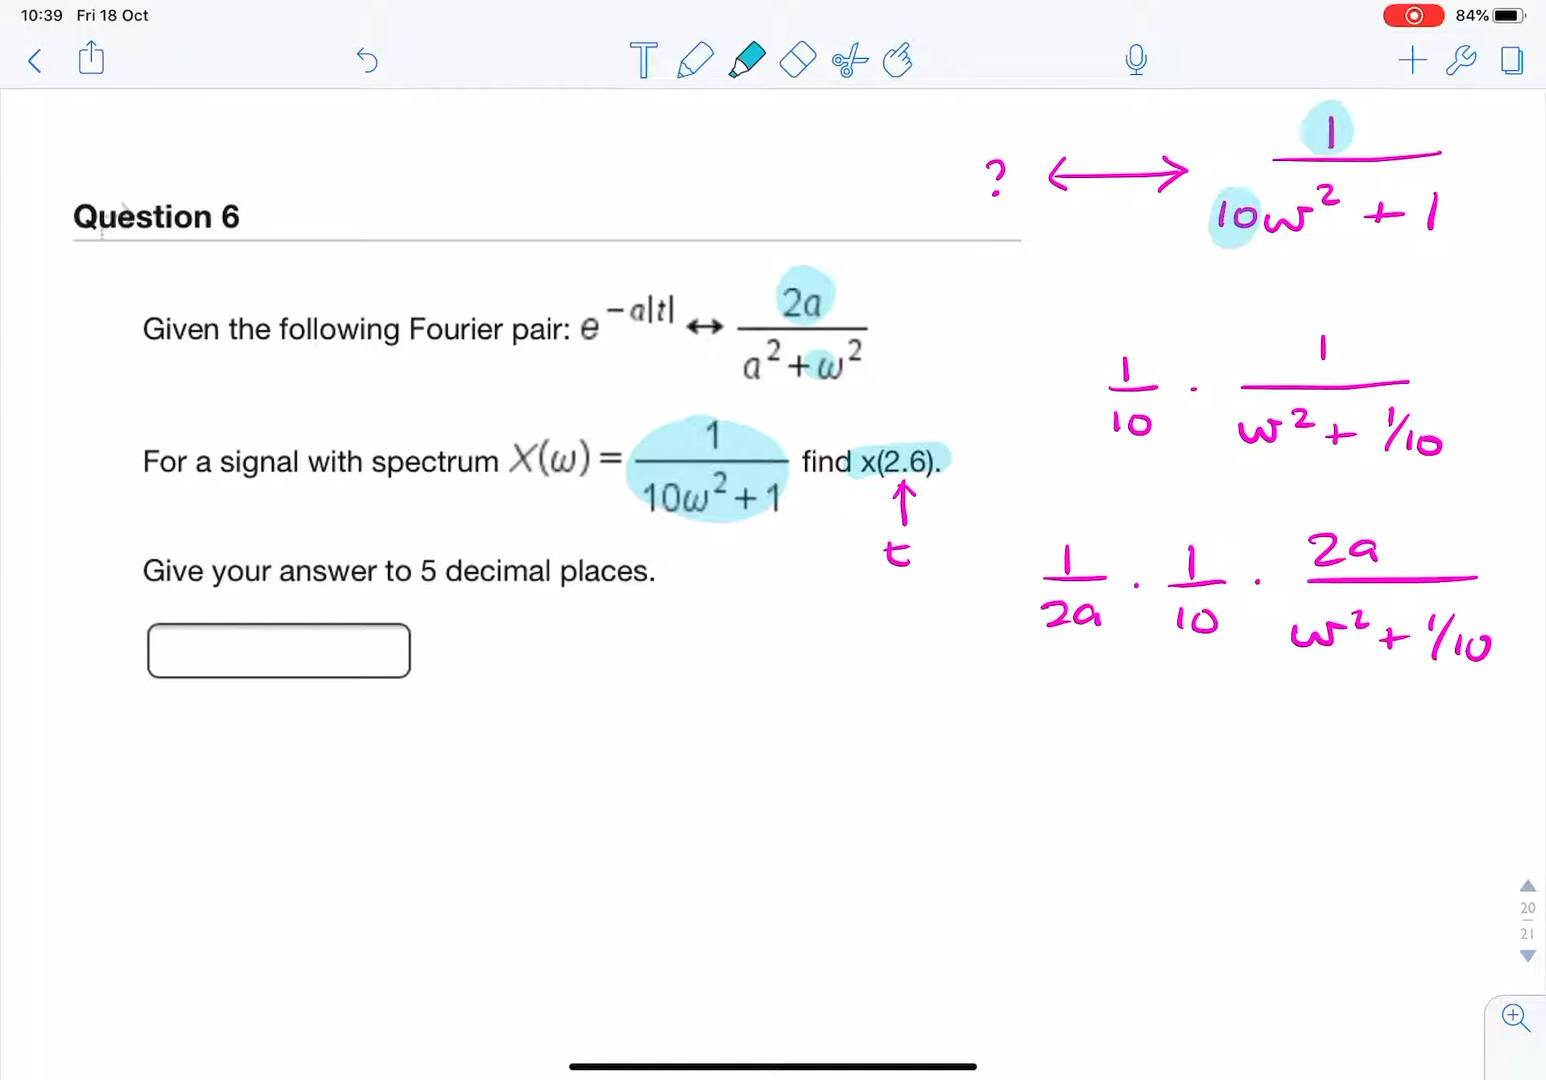 10:39 Fri 18 Oct
84%
T
? ↔ 1 / (10ω² + 1)
Question 6
Given the following Fourier pair: e^(−a|t|) ↔ 2a / (a² + ω²)
1/10 · 1 / (ω² + 1/10)
For a signal with spectrum X(ω) = 1 / (10ω² + 1) find x(2.6).
↑
t
1/2a · 1/10 · 2a / (ω² + 1/10)
Give your answer to 5 decimal places.
20
21